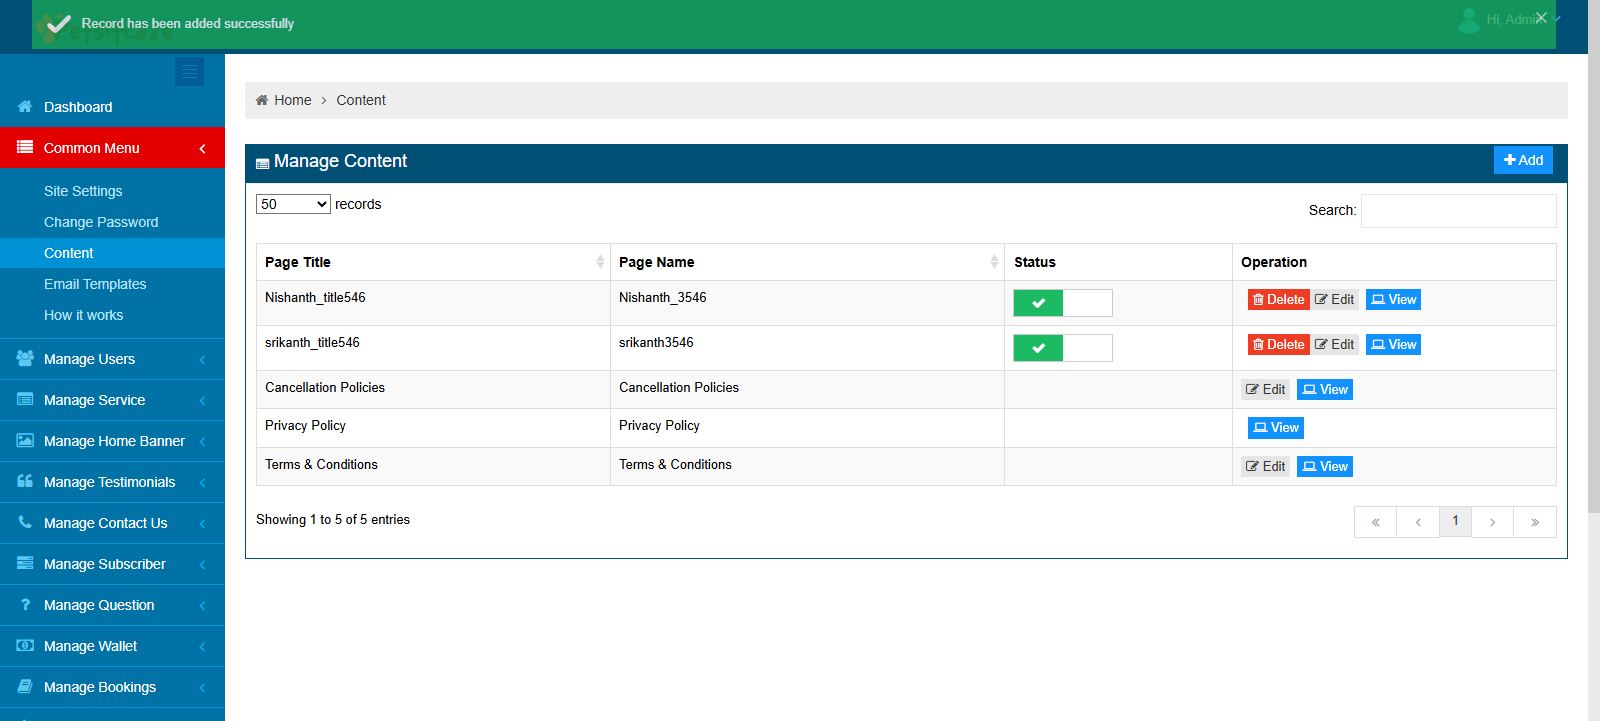 Record has been added successfully
Petsitcaze
Hi, Admin
Dashboard
Common Menu
Site Settings
Change Password
Content
Email Templates
How it works
Manage Users
Manage Service
Manage Home Banner
Manage Testimonials
Manage Contact Us
Manage Subscriber
Manage Question
Manage Wallet
Manage Bookings
Home > Content
Manage Content
Add
50 records
Search:
Page Title Page Name Status Operation
Nishanth_title546 Nishanth_3546 Delete Edit View
srikanth_title546 srikanth3546 Delete Edit View
Cancellation Policies Cancellation Policies Edit View
Privacy Policy Privacy Policy View
Terms & Conditions Terms & Conditions Edit View
Showing 1 to 5 of 5 entries
« ‹ 1 › »